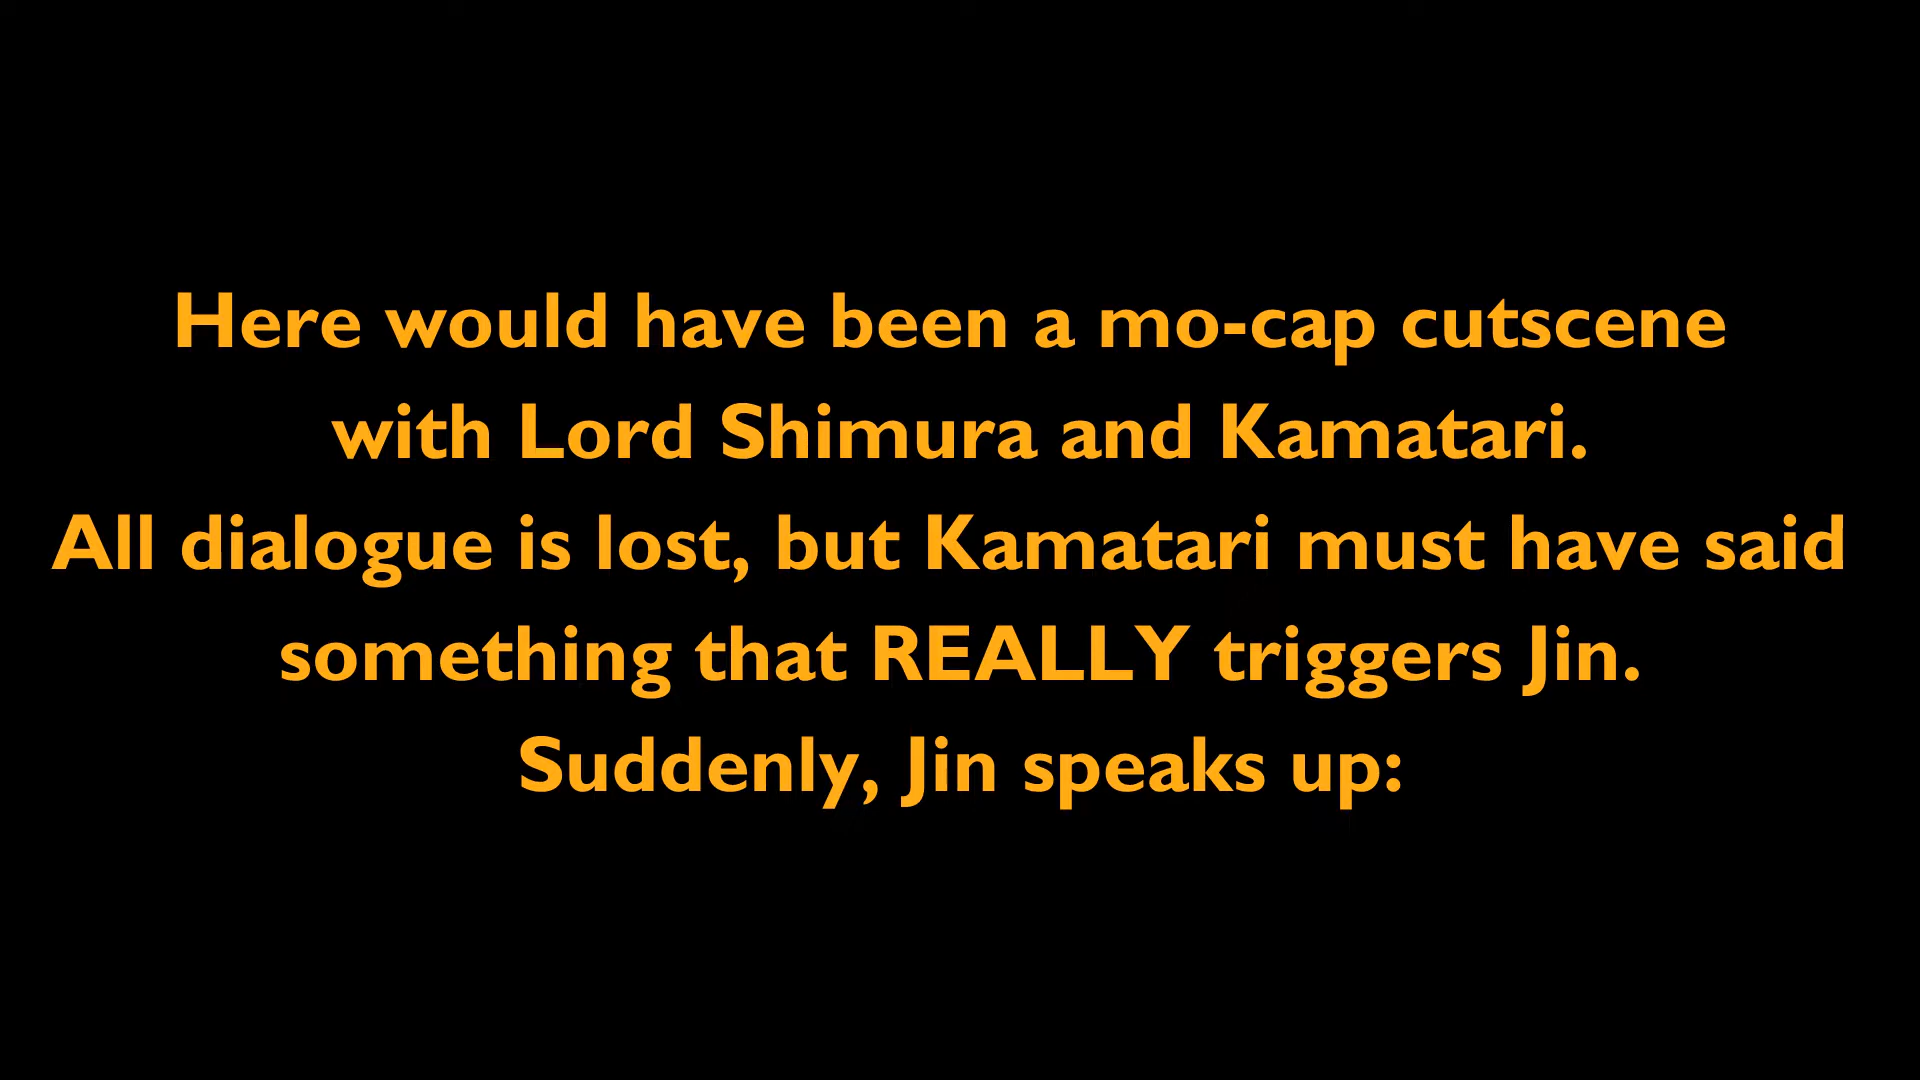 Here would have been a mo-cap cutscene
with Lord Shimura and Kamatari.
All dialogue is lost, but Kamatari must have said
something that REALLY triggers Jin.
Suddenly, Jin speaks up: